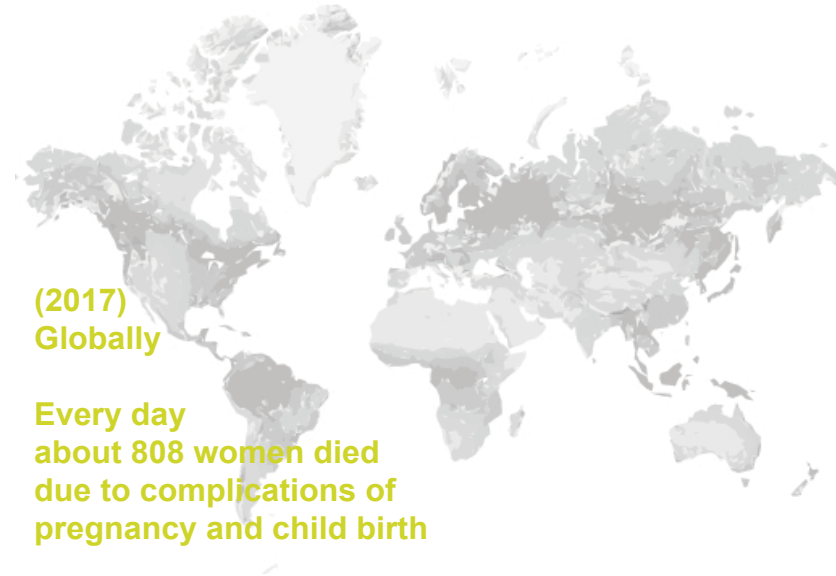 (2017)
Globally
Every day
about 808 women died
due to complications of
pregnancy and child birth